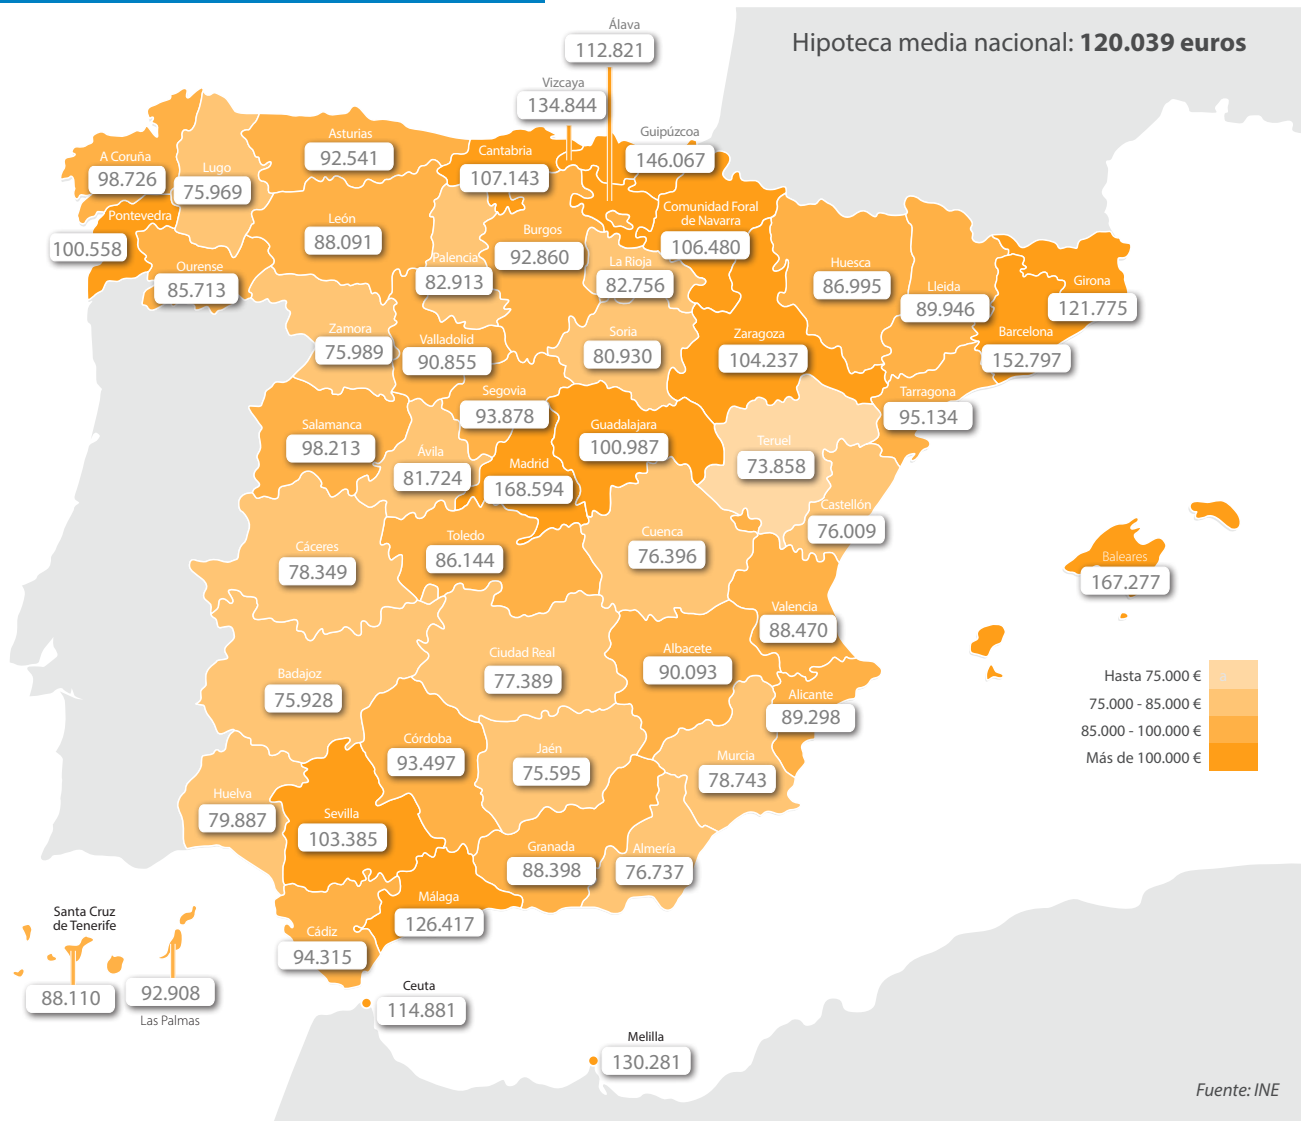 Hipoteca media nacional: 120.039 euros
Álava
112.821
Vizcaya
134.844
Guipúzcoa
146.067
Asturias
92.541
Cantabria
107.143
A Coruña
98.726
Lugo
75.969
Pontevedra
100.558
Ourense
85.713
León
88.091
Palencia
82.913
Burgos
92.860
La Rioja
82.756
Comunidad Foral
de Navarra
106.480
Huesca
86.995
Lleida
89.946
Girona
121.775
Barcelona
152.797
Tarragona
95.134
Zamora
75.989
Valladolid
90.855
Soria
80.930
Zaragoza
104.237
Segovia
93.878
Salamanca
98.213
Ávila
81.724
Madrid
168.594
Guadalajara
100.987
Teruel
73.858
Castellón
76.009
Cáceres
78.349
Toledo
86.144
Cuenca
76.396
Baleares
167.277
Valencia
88.470
Badajoz
75.928
Ciudad Real
77.389
Albacete
90.093
Alicante
89.298
Hasta 75.000 €
75.000 - 85.000 €
85.000 - 100.000 €
Más de 100.000 €
Córdoba
93.497
Jaén
75.595
Murcia
78.743
Huelva
79.887
Sevilla
103.385
Granada
88.398
Almería
76.737
Málaga
126.417
Cádiz
94.315
Santa Cruz
de Tenerife
88.110
92.908
Las Palmas
Ceuta
114.881
Melilla
130.281
Fuente: INE